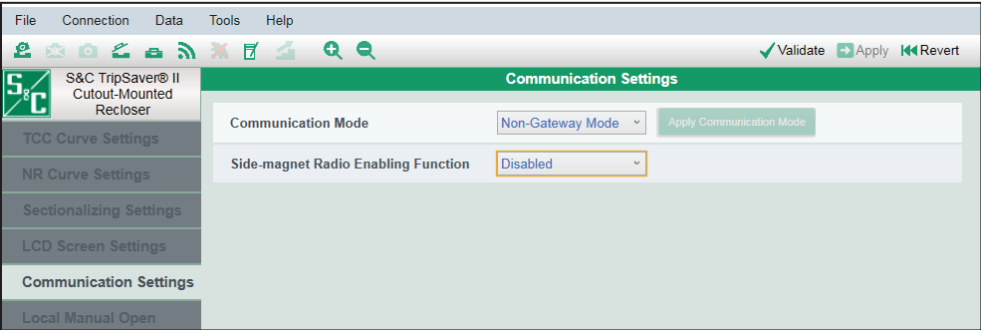 File Connection Data Tools Help
Validate Apply Revert
S&C
S&C TripSaver® II
Cutout-Mounted
Recloser
Communication Settings
TCC Curve Settings
NR Curve Settings
Sectionalizing Settings
LCD Screen Settings
Communication Settings
Local Manual Open
Communication Mode Non-Gateway Mode Apply Communication Mode
Side-magnet Radio Enabling Function Disabled